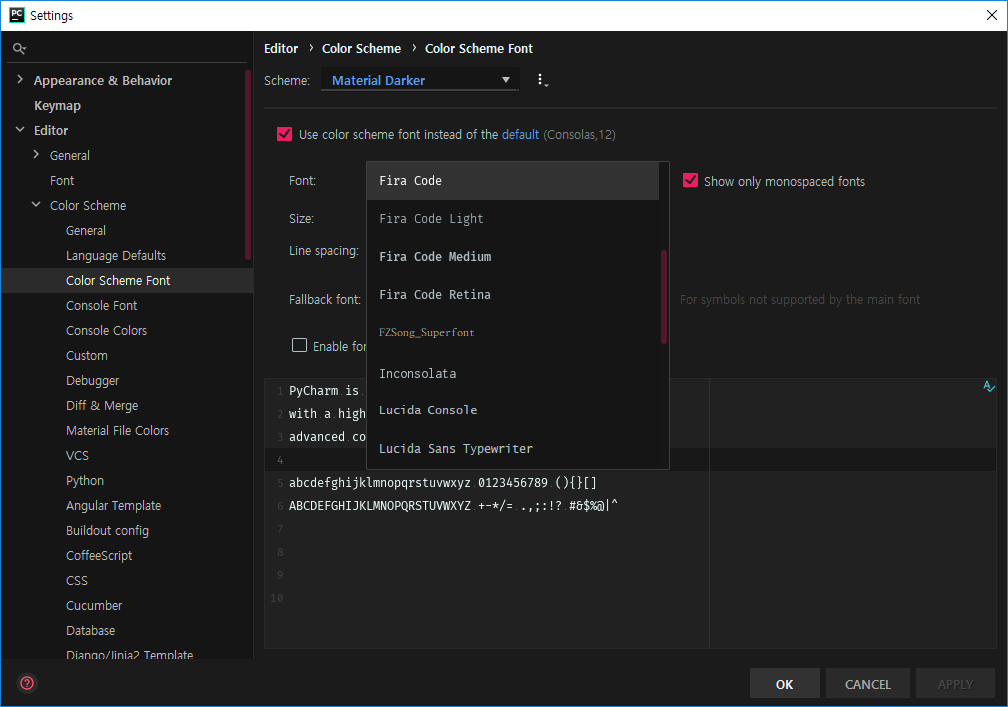 PC Settings
Editor › Color Scheme › Color Scheme Font
Scheme: Material Darker
Appearance & Behavior
Keymap
Editor
General
Font
Color Scheme
General
Language Defaults
Color Scheme Font
Console Font
Console Colors
Custom
Debugger
Diff & Merge
Material File Colors
VCS
Python
Angular Template
Buildout config
CoffeeScript
CSS
Cucumber
Database
Django/Jinja2 Template
Use color scheme font instead of the default (Consolas,12)
Font:
Show only monospaced fonts
Size:
Line spacing:
Fallback font:
For symbols not supported by the main font
Enable for
Fira Code
Fira Code Light
Fira Code Medium
Fira Code Retina
FZSong_Superfont
Inconsolata
Lucida Console
Lucida Sans Typewriter
1 PyCharm is
2 with a high
3 advanced co
4
5 abcdefghijklmnopqrstuvwxyz 0123456789 (){}[]
6 ABCDEFGHIJKLMNOPQRSTUVWXYZ +-*/= .,;:!? #&$%@|^
7
8
9
10
? OK CANCEL APPLY